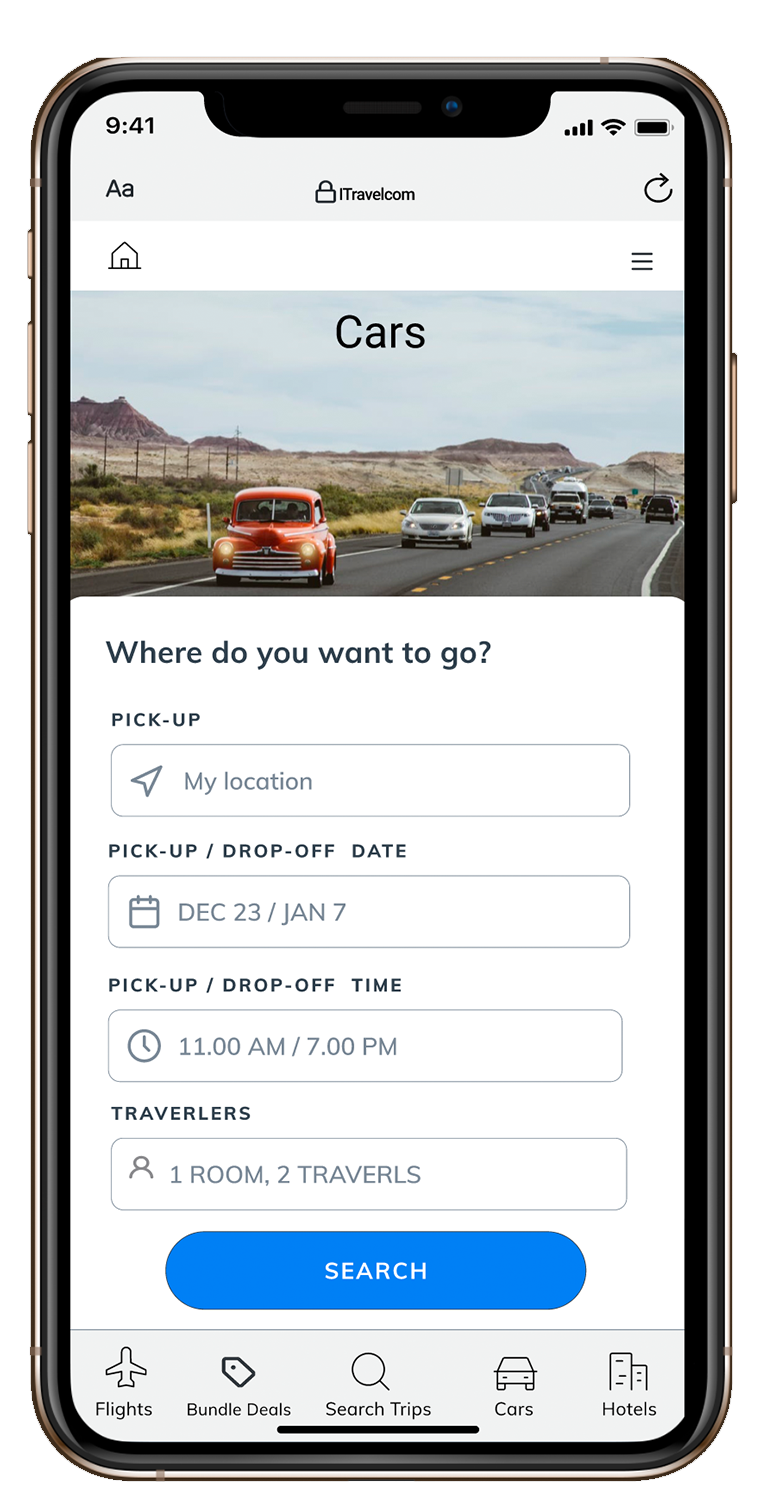 9:41
Aa
ITravelcom
Cars
Where do you want to go?
PICK-UP
My location
PICK-UP / DROP-OFF DATE
DEC 23 / JAN 7
PICK-UP / DROP-OFF TIME
11.00 AM / 7.00 PM
TRAVERLERS
1 ROOM, 2 TRAVERLS
SEARCH
Flights
Bundle Deals
Search Trips
Cars
Hotels